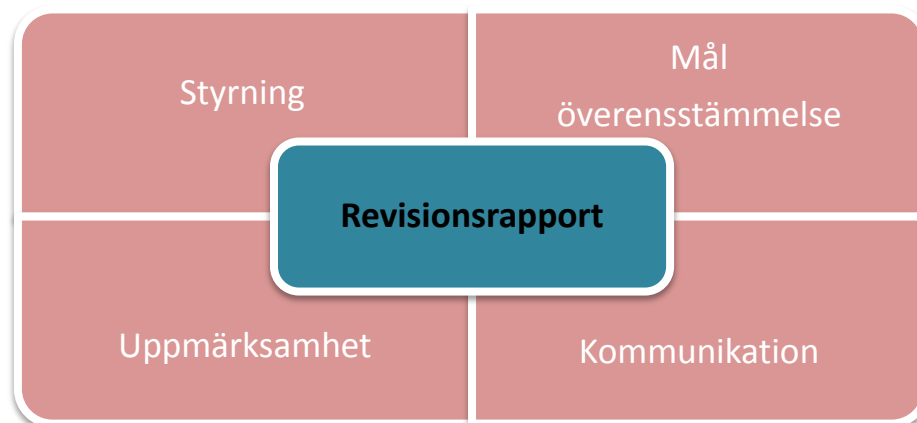 Styrning
Mål
överensstämmelse
Revisionsrapport
Uppmärksamhet
Kommunikation